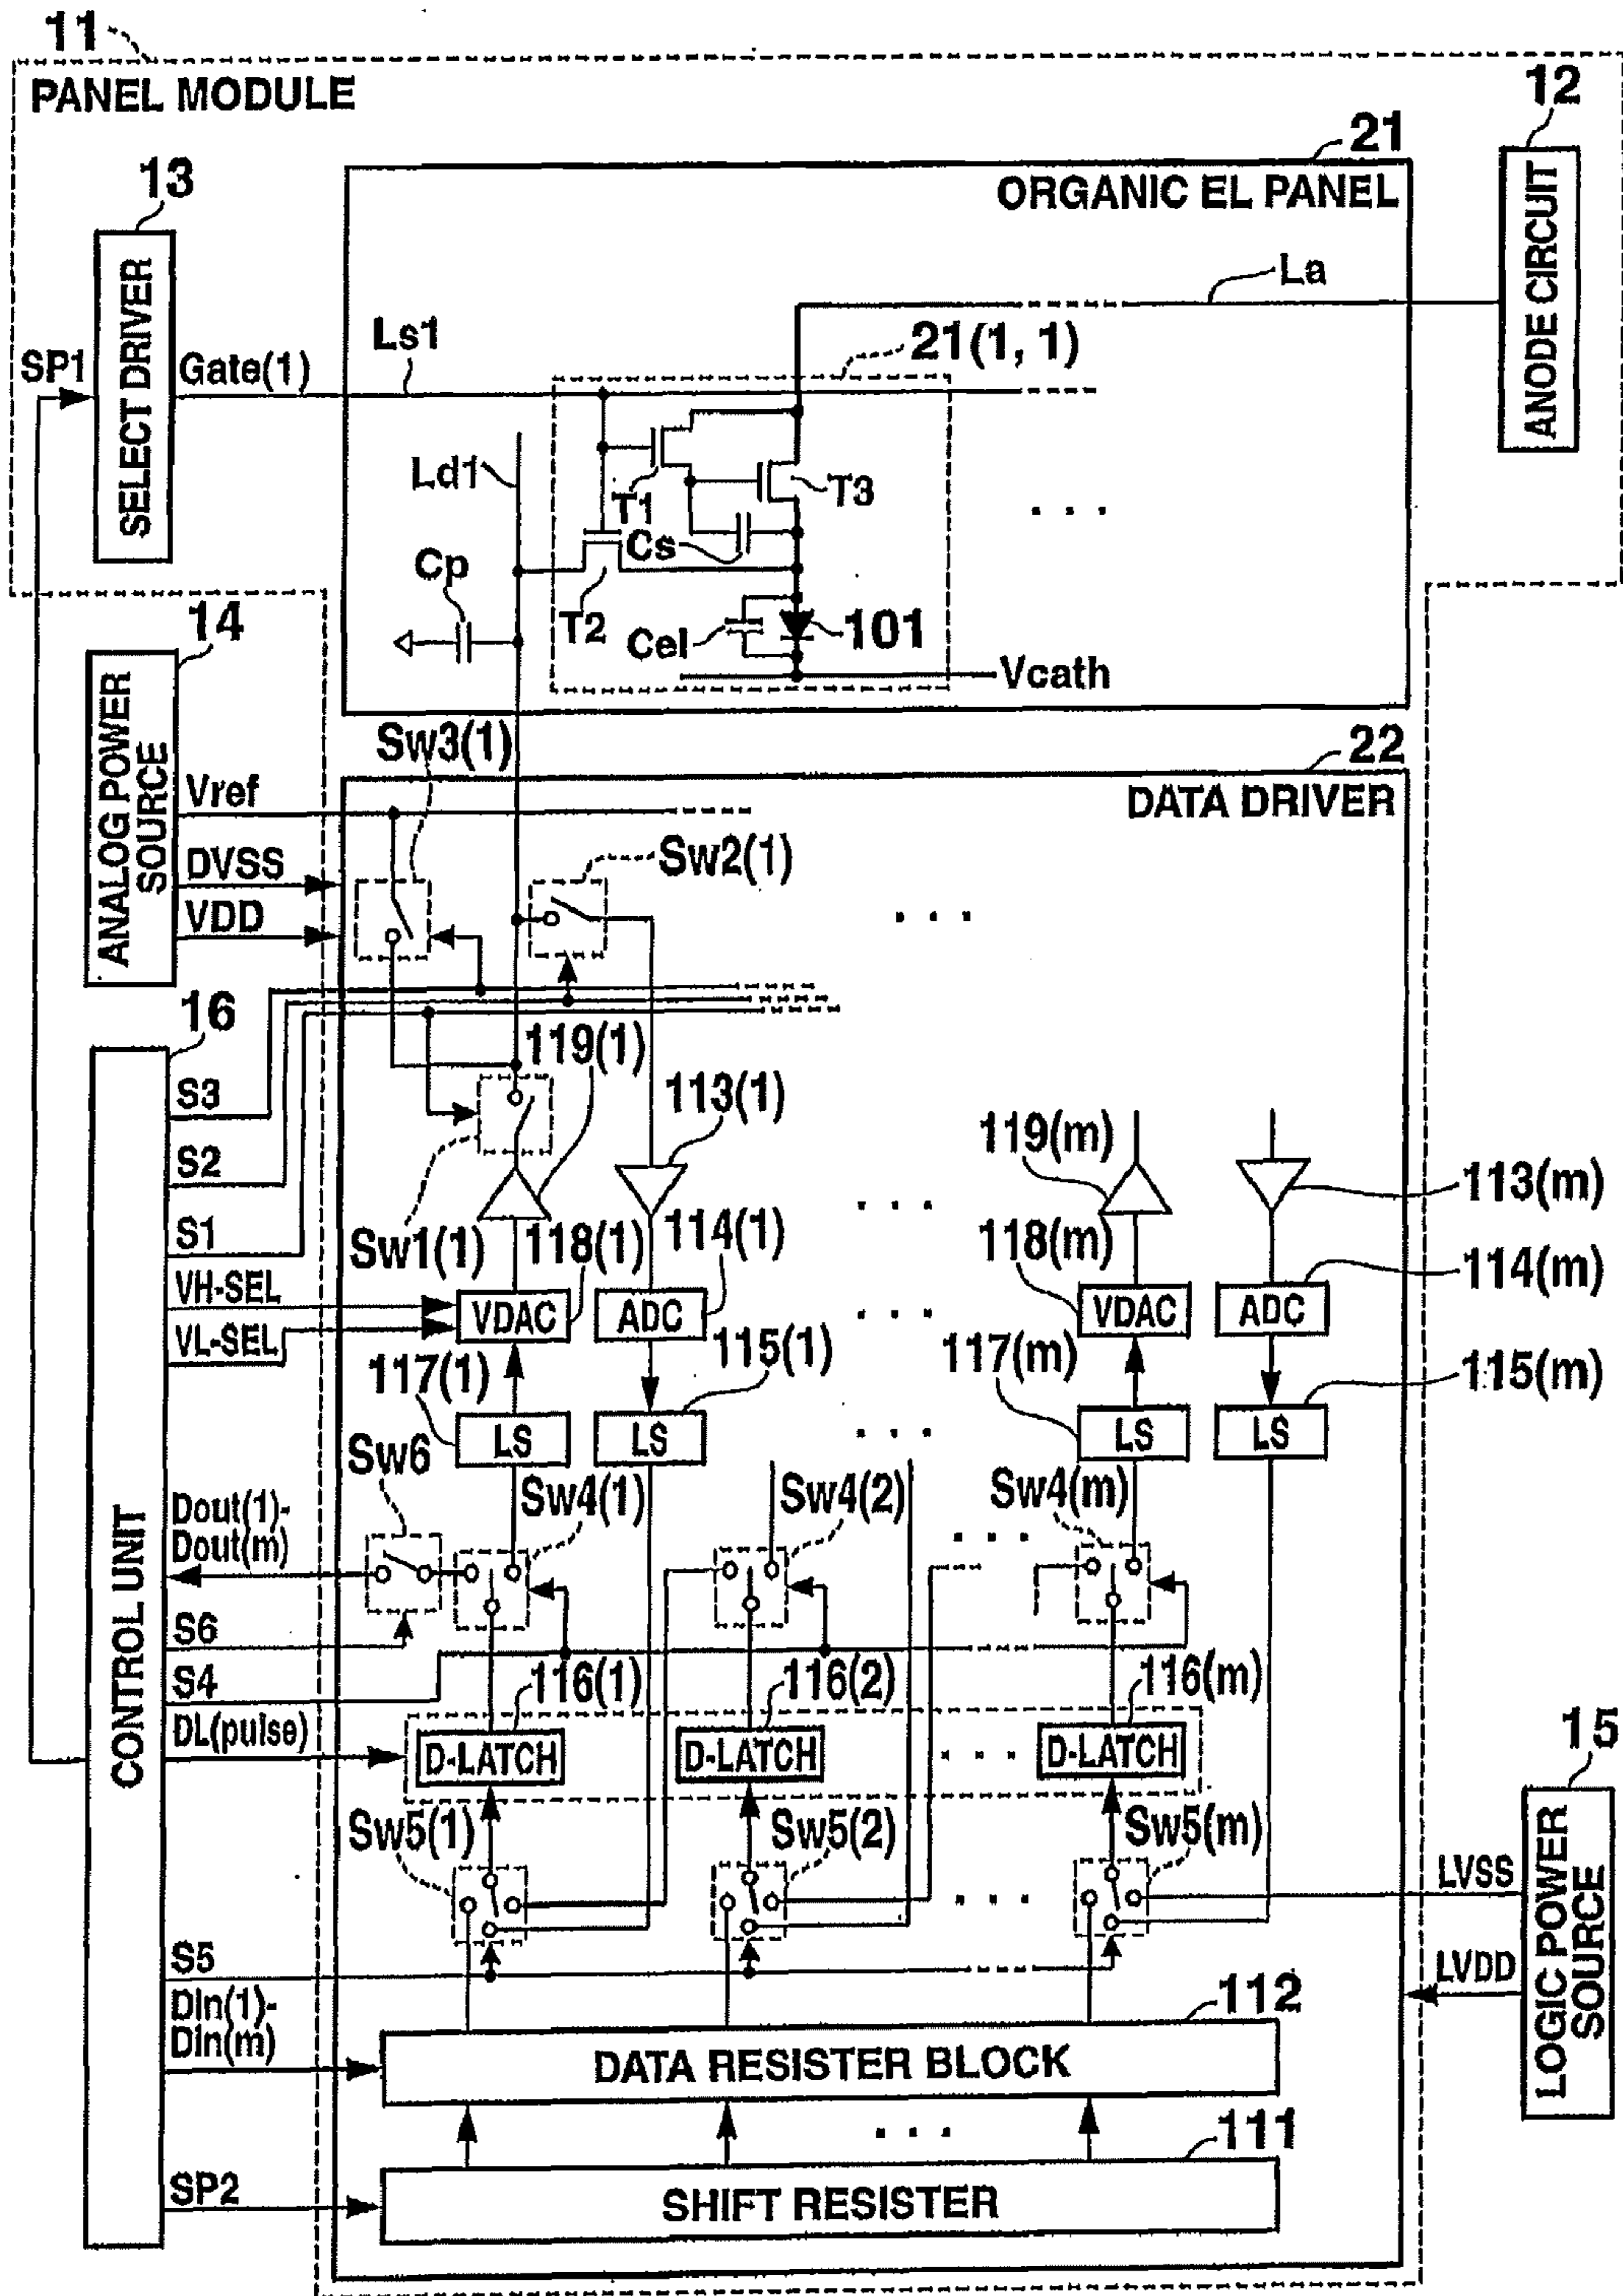 11
PANEL MODULE
12
ANODE CIRCUIT
13
SELECT DRIVER
21
ORGANIC EL PANEL
La
21(1, 1)
Ls1
SP1
Gate(1)
Ld1
T1
T3
Cs
Cp
T2
Cel
101
Vcath
14
ANALOG POWER
SOURCE
Sw3(1)
22
DATA DRIVER
Vref
DVSS
VDD
Sw2(1)
. . .
16
CONTROL UNIT
S3
S2
S1
VH-SEL
VL-SEL
119(1)
113(1)
Sw1(1)
118(1)
114(1)
119(m)
113(m)
118(m)
114(m)
VDAC
ADC
VDAC
ADC
117(1)
115(1)
117(m)
115(m)
LS
LS
LS
LS
Sw6
Dout(1)-
Dout(m)
Sw4(1)
Sw4(2)
Sw4(m)
S6
S4
DL(pulse)
116(1)
116(2)
116(m)
D-LATCH
D-LATCH
D-LATCH
15
LOGIC POWER
SOURCE
Sw5(1)
Sw5(2)
Sw5(m)
LVSS
LVDD
S5
DIn(1)-
DIn(m)
112
DATA RESISTER BLOCK
111
SP2
SHIFT RESISTER